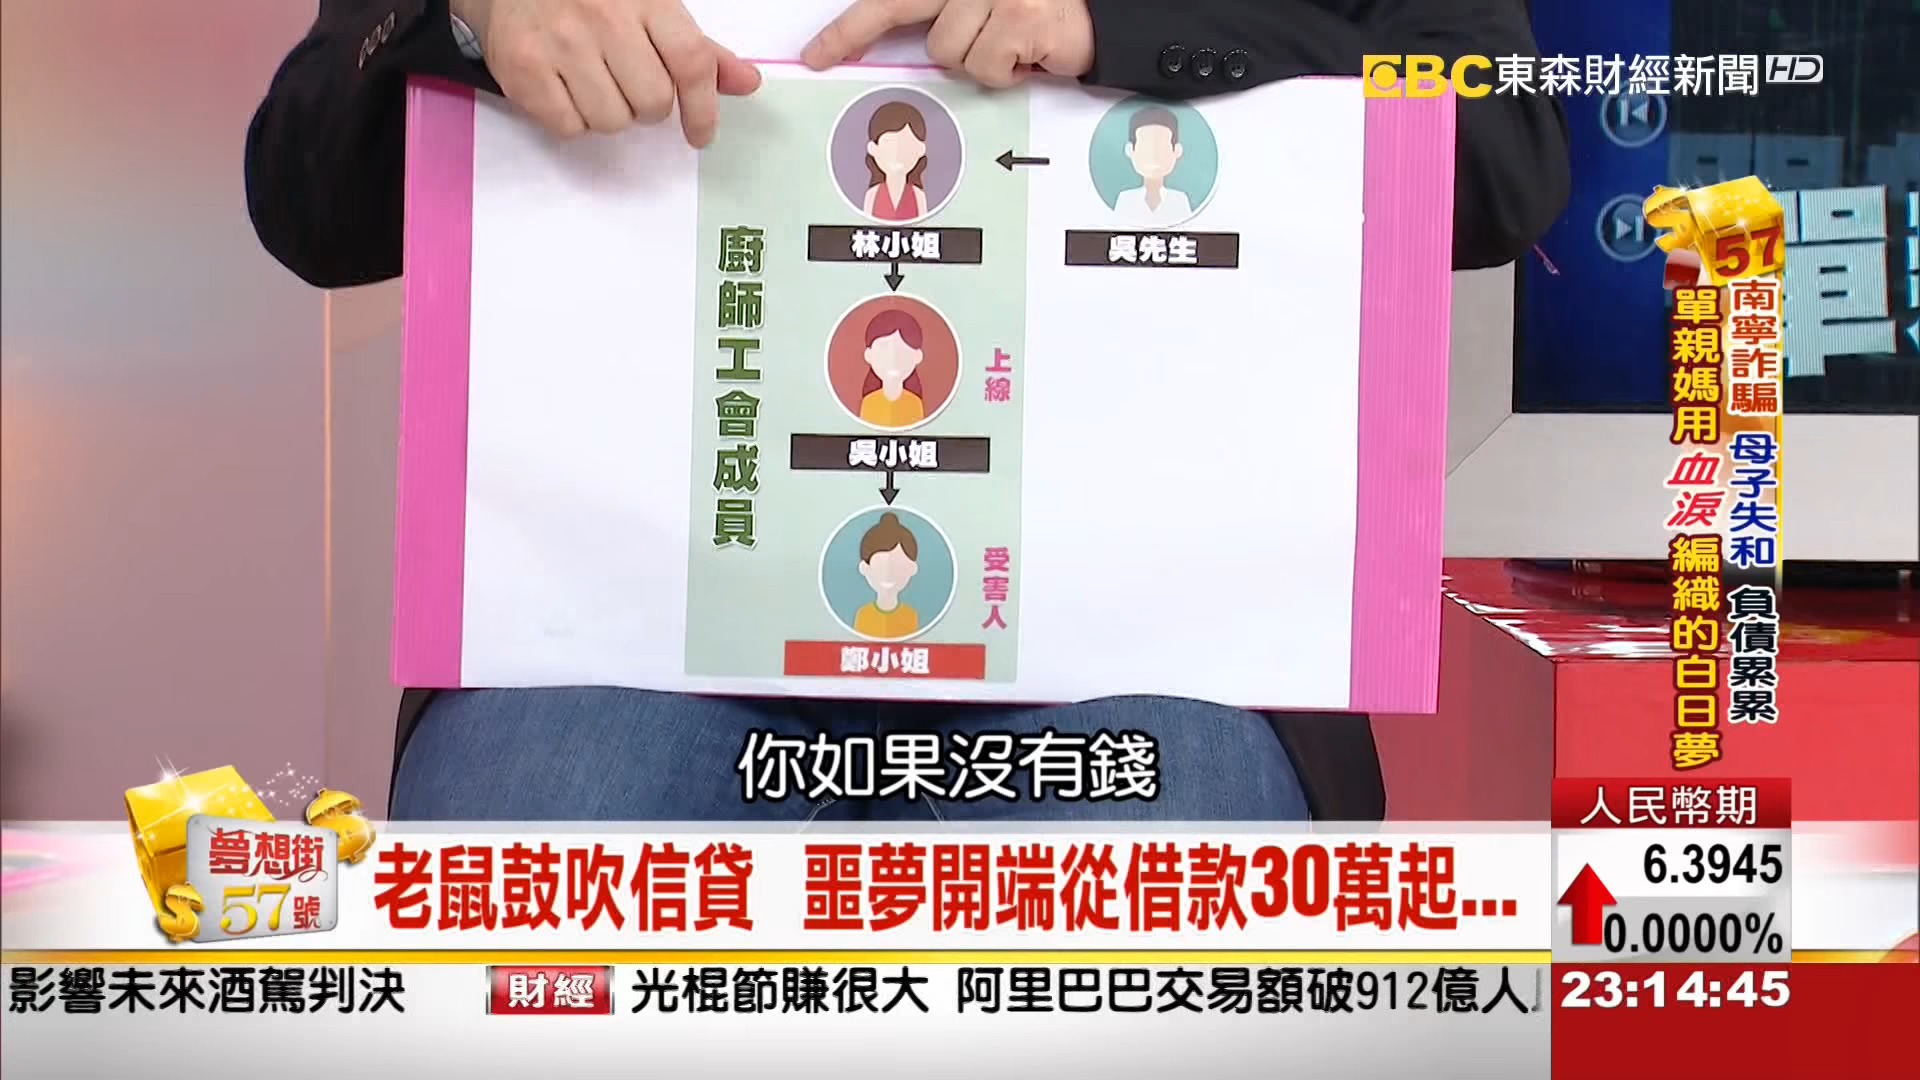 EBC東森財經新聞HD
57
南寧詐騙 母子失和 負債累累
單親媽用血淚編織的白日夢
廚師工會成員
林小姐
吳先生
上線
吳小姐
受害人
鄭小姐
你如果沒有錢
夢想街
57號
老鼠鼓吹信貸 噩夢開端從借款30萬起...
人民幣期
6.3945
0.0000%
影響未來酒駕判決 財經 光棍節賺很大 阿里巴巴交易額破912億人
23:14:45